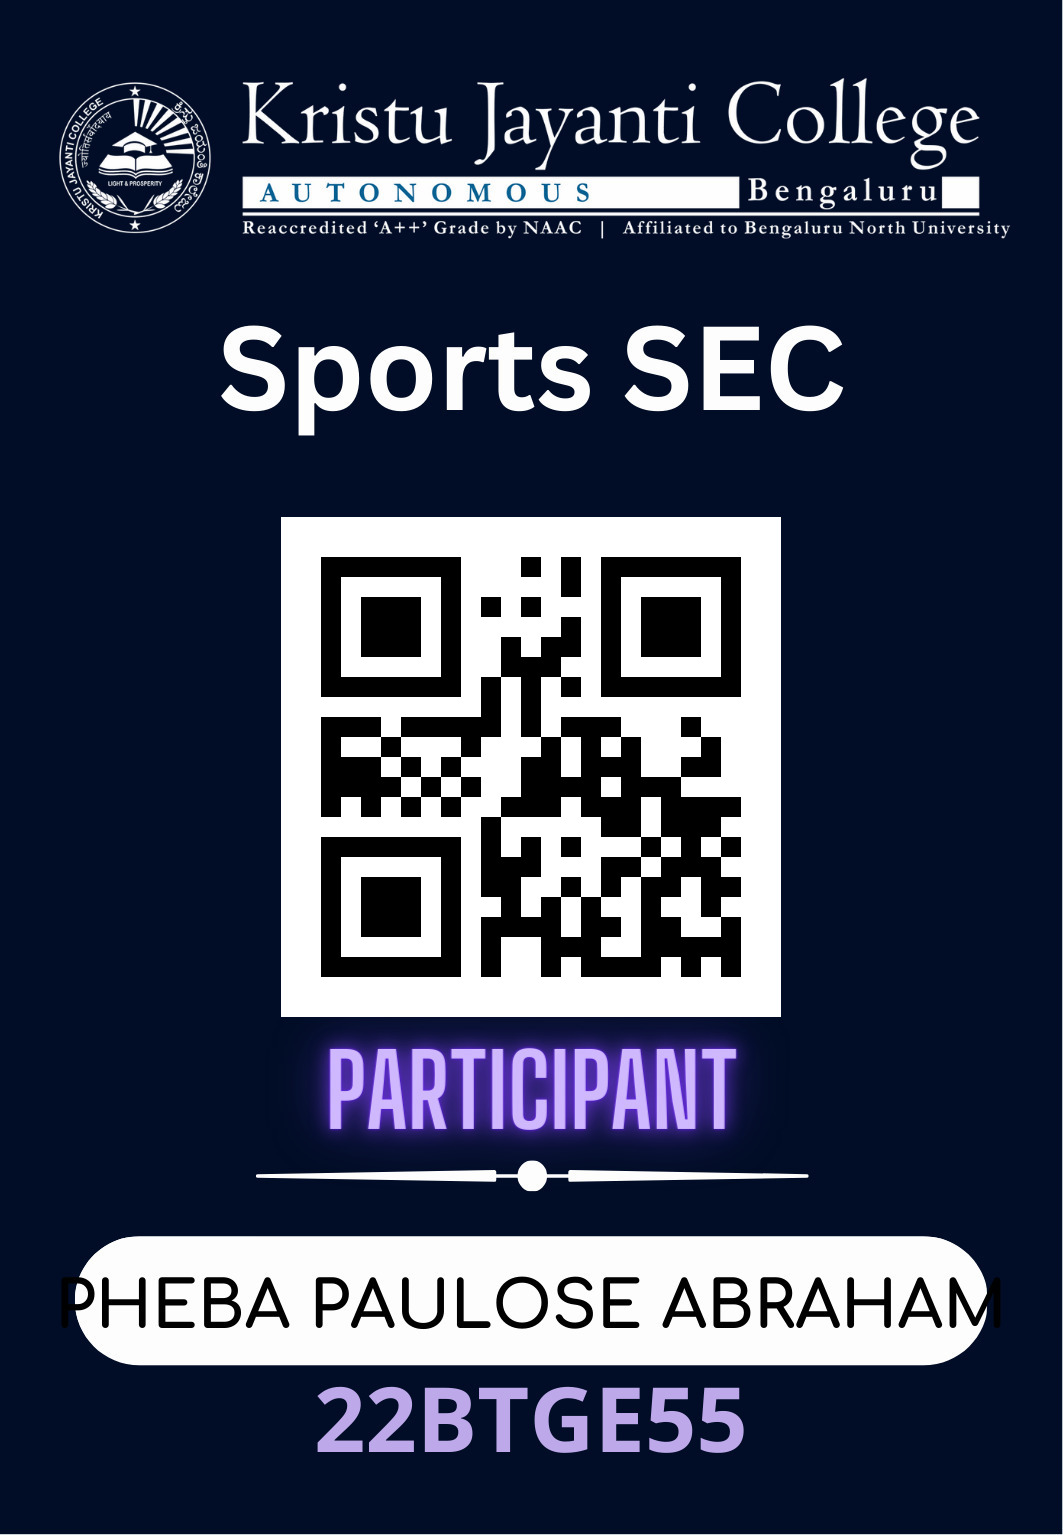 KRISTU JAYANTI COLLEGE
ज्योतिसंवादयाय
LIGHT & PROSPERITY
Kristu Jayanti College
AUTONOMOUS Bengaluru
Reaccredited ‘A++’ Grade by NAAC | Affiliated to Bengaluru North University
Sports SEC
PARTICIPANT
PHEBA PAULOSE ABRAHAM
22BTGE55